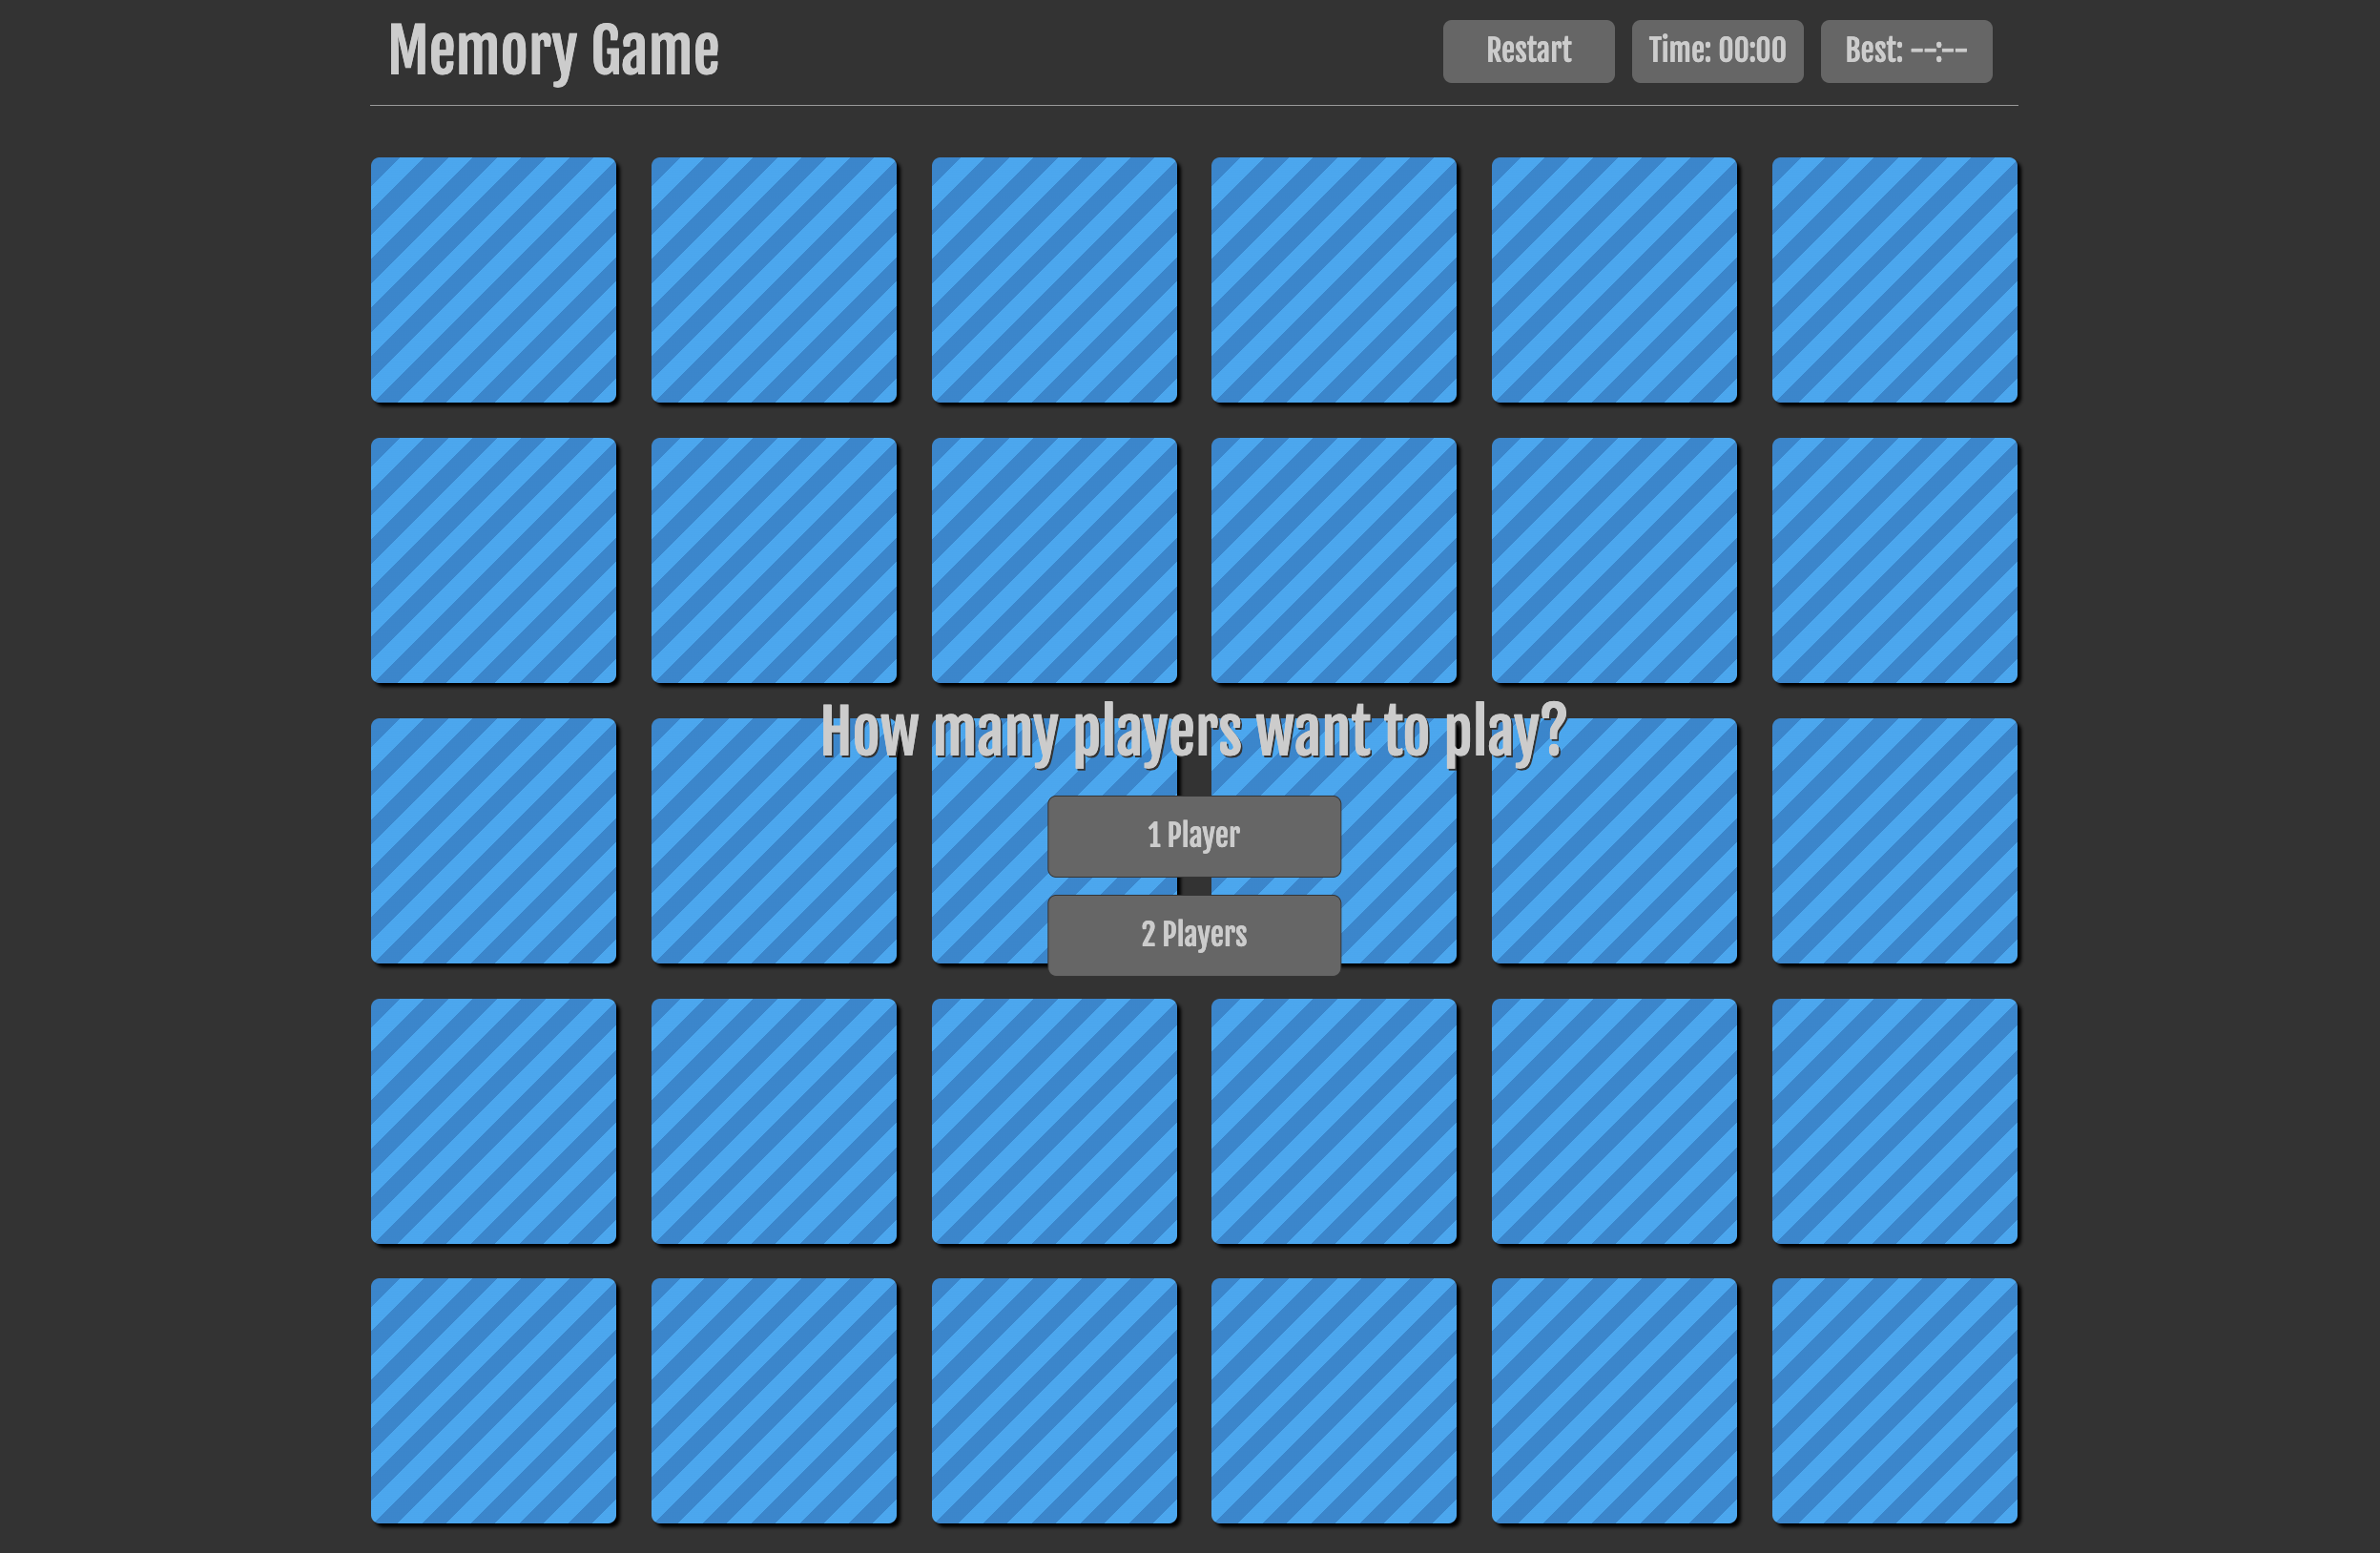 Memory Game
Restart
Time: 00:00
Best: --:--
How many players want to play?
1 Player
2 Players